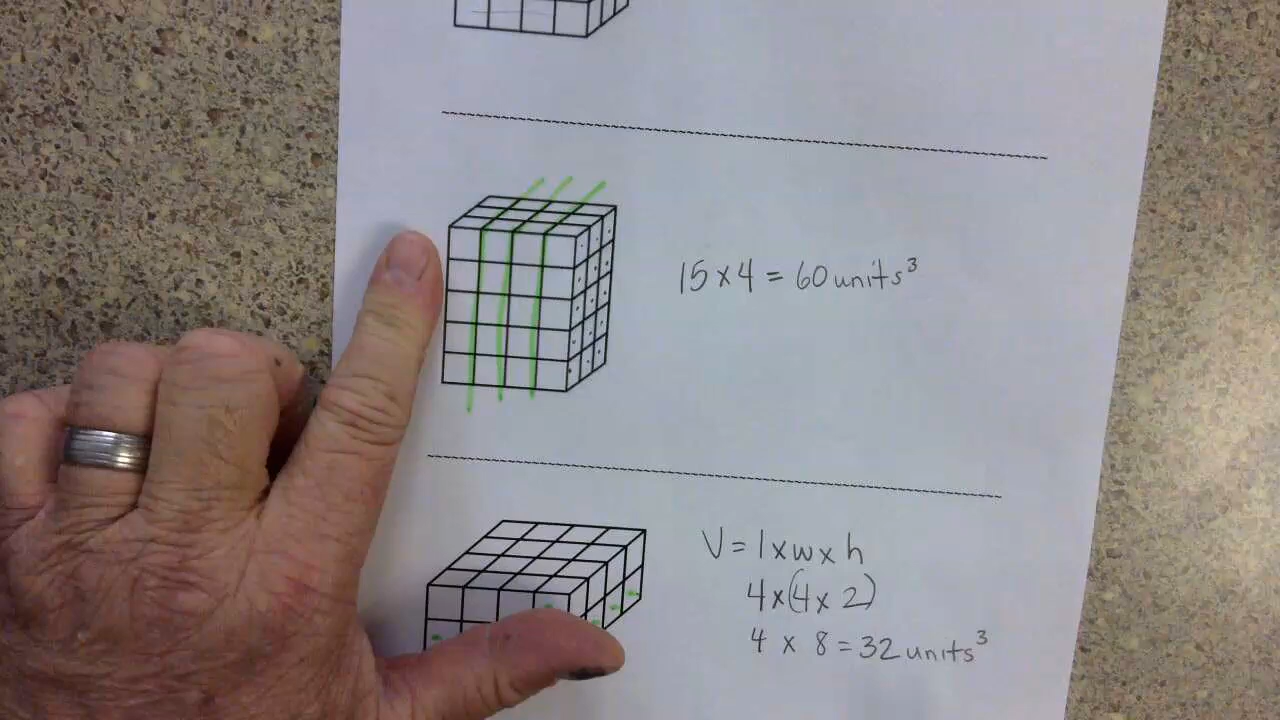 15 x 4 = 60 units³
V = l x w x h
4 x (4 x 2)
4 x 8 = 32 units³